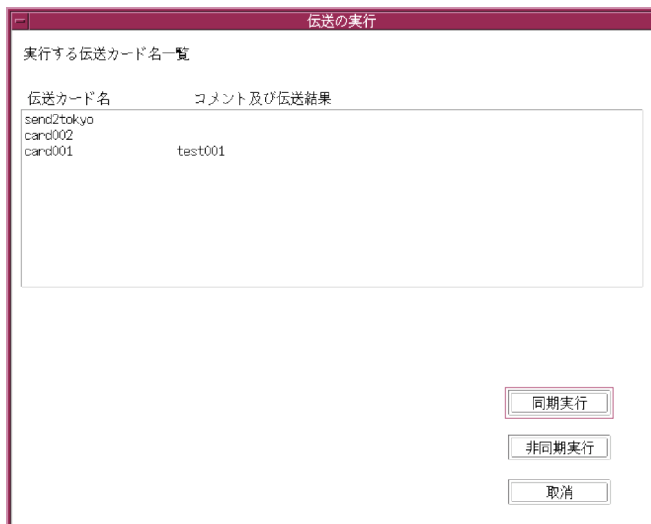 伝送の実行
実行する伝送カード名一覧
伝送カード名 コメント及び伝送結果
send2tokyo
card002
card001 test001
同期実行
非同期実行
取消